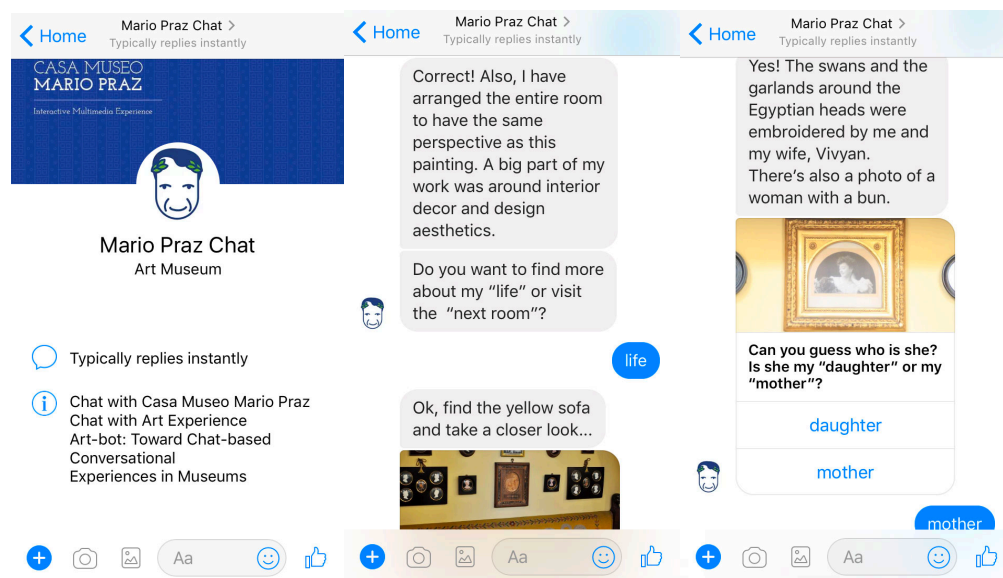 Home
Mario Praz Chat >
Typically replies instantly
CASA MUSEO
MARIO PRAZ
Interactive Multimedia Experience
Mario Praz Chat
Art Museum
Typically replies instantly
Chat with Casa Museo Mario Praz
Chat with Art Experience
Art-bot: Toward Chat-based
Conversational
Experiences in Museums
Aa
Home
Mario Praz Chat >
Typically replies instantly
Correct! Also, I have
arranged the entire room
to have the same
perspective as this
painting. A big part of my
work was around interior
decor and design
aesthetics.
Do you want to find more
about my “life” or visit
the “next room”?
life
Ok, find the yellow sofa
and take a closer look...
Aa
Home
Mario Praz Chat >
Typically replies instantly
Yes! The swans and the
garlands around the
Egyptian heads were
embroidered by me and
my wife, Vivyan.
There’s also a photo of a
woman with a bun.
Can you guess who is she?
Is she my “daughter” or my
“mother”?
daughter
mother
mother
Aa